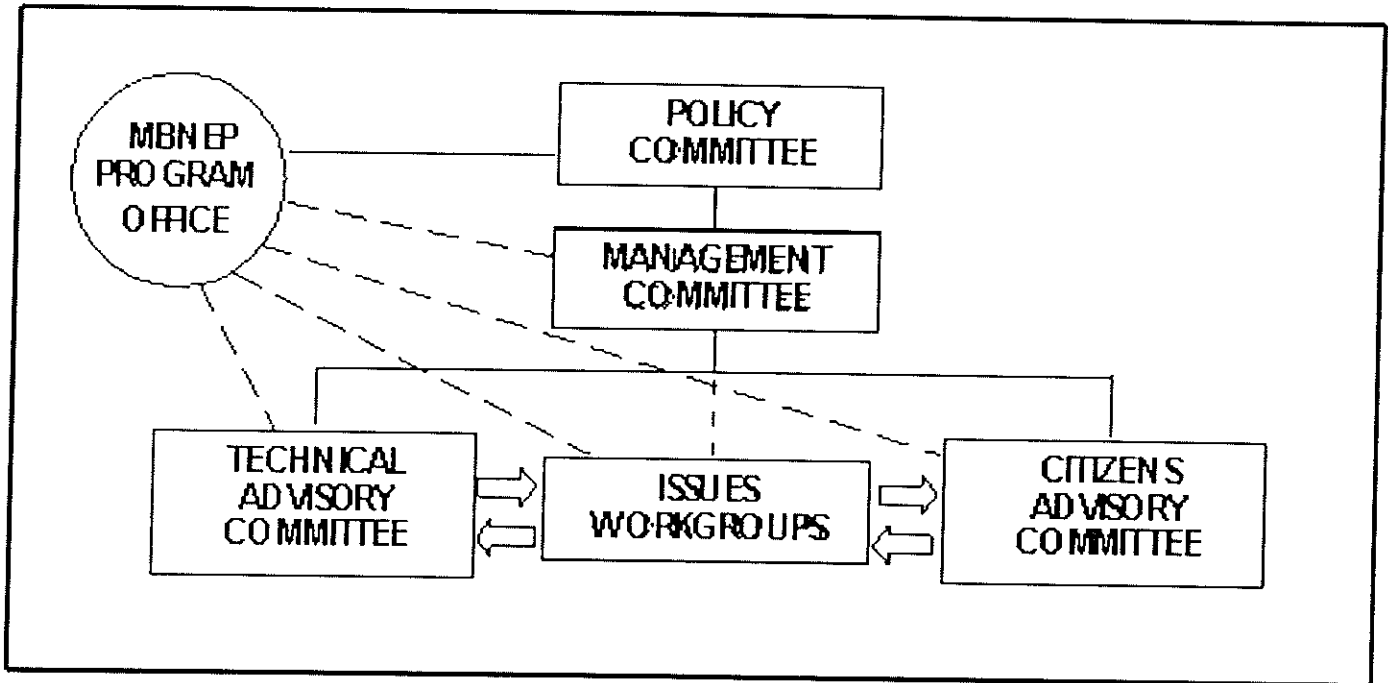 MBNEP
PROGRAM
OFFICE
POLICY
COMMITTEE
MANAGEMENT
COMMITTEE
TECHNICAL
ADVISORY
COMMITTEE
ISSUES
WORKGROUPS
CITIZENS
ADVISORY
COMMITTEE